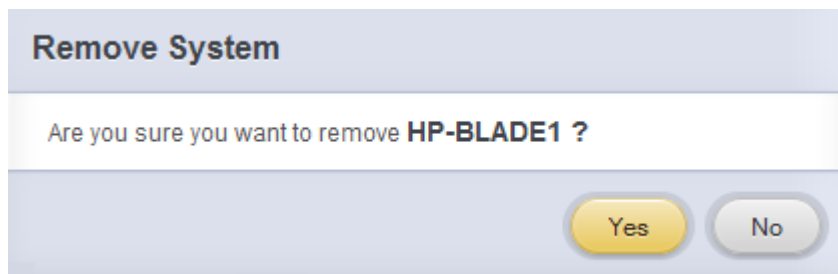 Remove System
Are you sure you want to remove HP-BLADE1 ?
Yes No